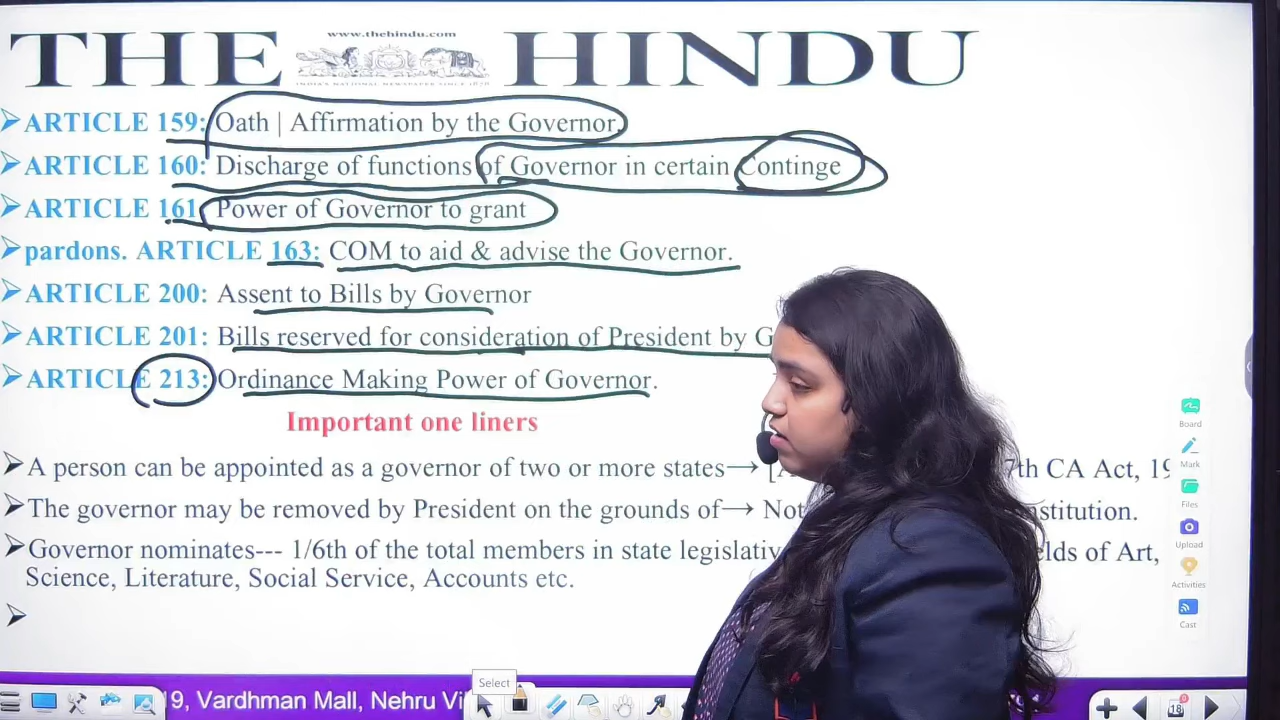 www.thehindu.com
THE HINDU
INDIA'S NATIONAL NEWSPAPER SINCE 1878
ARTICLE 159: Oath | Affirmation by the Governor.
ARTICLE 160: Discharge of functions of Governor in certain Continge
ARTICLE 161 Power of Governor to grant
pardons. ARTICLE 163: COM to aid & advise the Governor.
ARTICLE 200: Assent to Bills by Governor
ARTICLE 201: Bills reserved for consideration of President by G
ARTICLE 213: Ordinance Making Power of Governor.
Important one liners
A person can be appointed as a governor of two or more states→ [A 7th CA Act, 19
The governor may be removed by President on the grounds of→ Not nstitution.
Governor nominates--- 1/6th of the total members in state legislativ elds of Art,
Science, Literature, Social Service, Accounts etc.
Board
Mark
Files
Upload
Activities
Cast
Select
19, Vardhman Mall, Nehru Vi
18